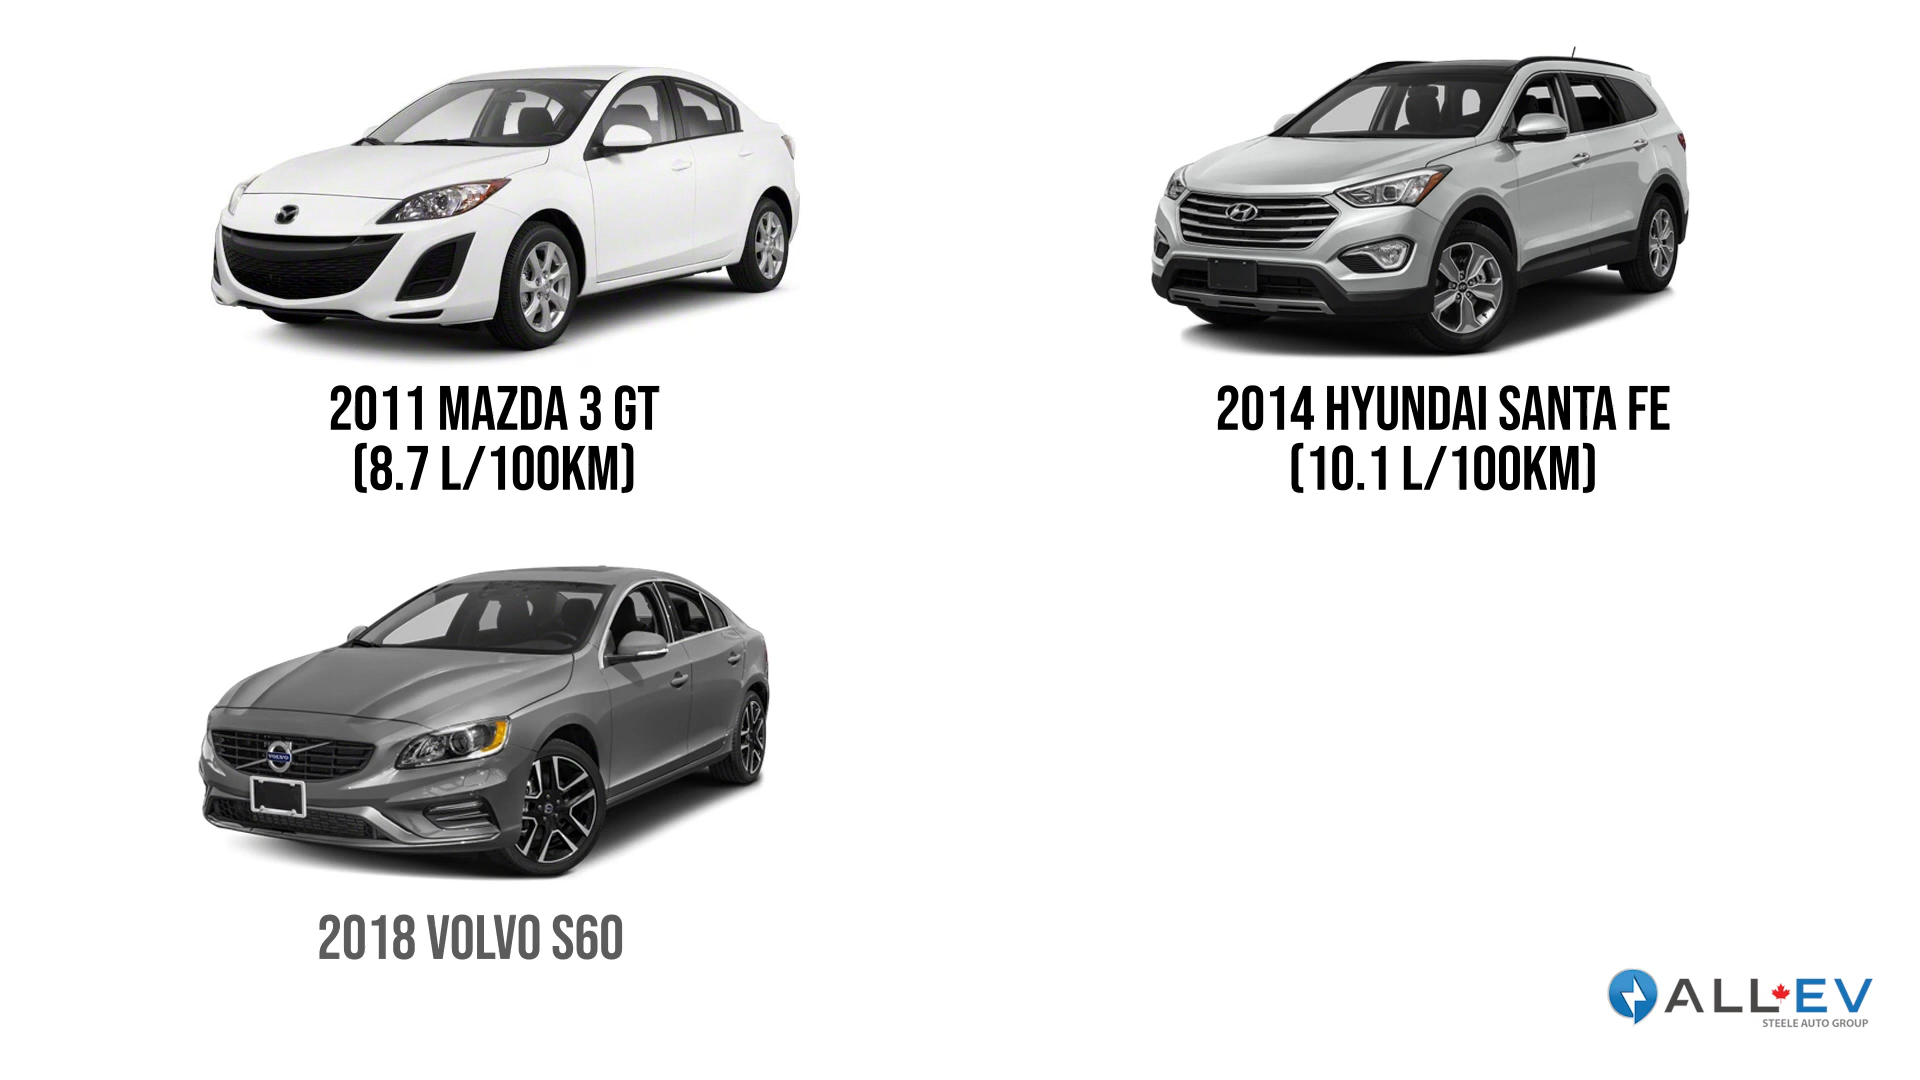 2011 MAZDA 3 GT
(8.7 L/100KM)
2014 HYUNDAI SANTA FE
(10.1 L/100KM)
VOLVO
2018 VOLVO S60
ALL EV
STEELE AUTO GROUP